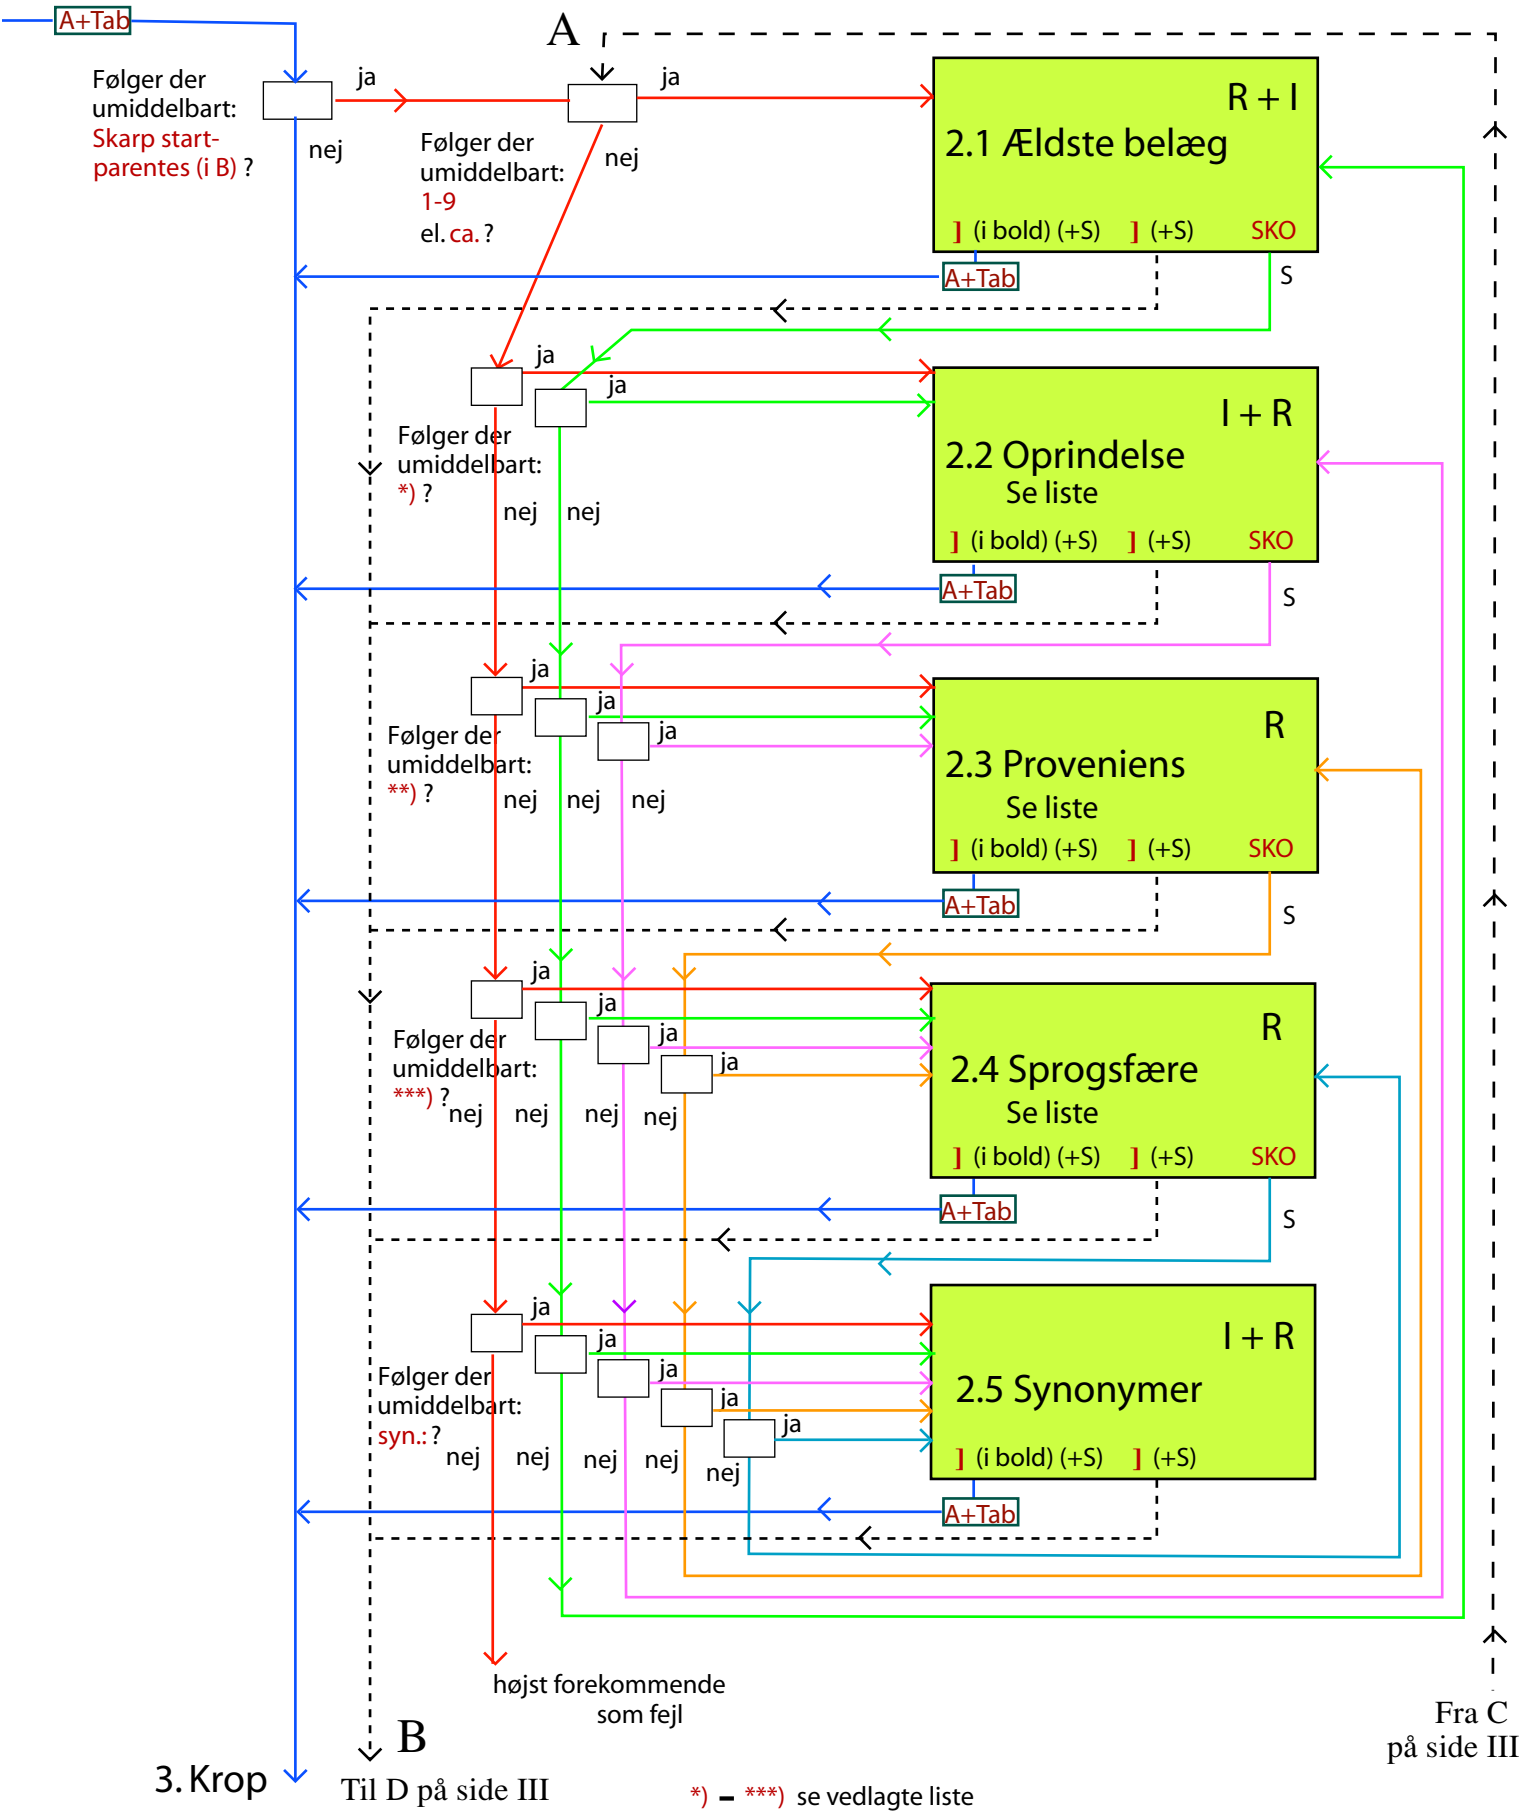 A+Tab
A
Følger der
umiddelbart:
Skarp start-
parentes (i B) ?
ja
nej
Følger der
umiddelbart:
1-9
el. ca. ?
ja
nej
R + I
2.1 Ældste belæg
] (i bold) (+S) ] (+S) SKO
A+Tab
S
ja
ja
Følger der
umiddelbart:
*) ?
nej
nej
I + R
2.2 Oprindelse
Se liste
] (i bold) (+S) ] (+S) SKO
A+Tab
S
ja
ja
ja
Følger der
umiddelbart:
**) ?
nej
nej
nej
R
2.3 Proveniens
Se liste
] (i bold) (+S) ] (+S) SKO
A+Tab
S
ja
ja
ja
ja
Følger der
umiddelbart:
***) ?
nej
nej
nej
nej
R
2.4 Sprogsfære
Se liste
] (i bold) (+S) ] (+S) SKO
A+Tab
S
ja
ja
ja
ja
ja
Følger der
umiddelbart:
syn.: ?
nej
nej
nej
nej
nej
I + R
2.5 Synonymer
] (i bold) (+S) ] (+S)
A+Tab
højst forekommende
som fejl
Fra C
på side III
B
3. Krop
Til D på side III
*) – ***) se vedlagte liste